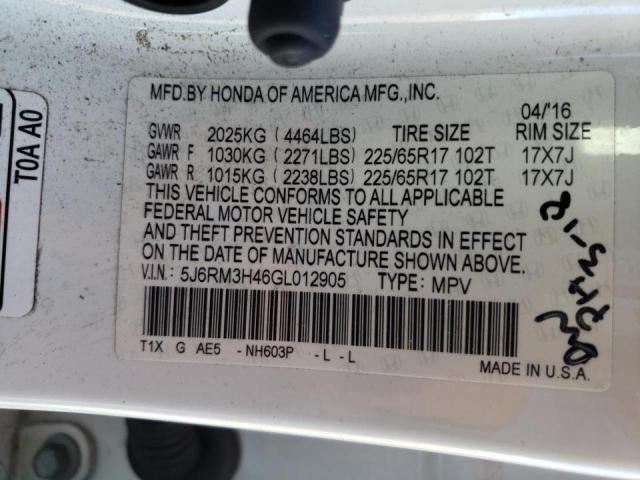 MFD.BY HONDA OF AMERICA MFG.,INC.
04/'16
GVWR 2025KG (4464LBS) TIRE SIZE RIM SIZE
GAWR F 1030KG (2271LBS) 225/65R17 102T 17X7J
GAWR R 1015KG (2238LBS) 225/65R17 102T 17X7J
THIS VEHICLE CONFORMS TO ALL APPLICABLE
FEDERAL MOTOR VEHICLE SAFETY
AND THEFT PREVENTION STANDARDS IN EFFECT
ON THE DATE OF MANUFACTURE SHOWN ABOVE.
V.I.N: 5J6RM3H46GL012905 TYPE: MPV
T1X G AE5 -NH603P -L -L
MADE IN U.S.A.
T0A A0